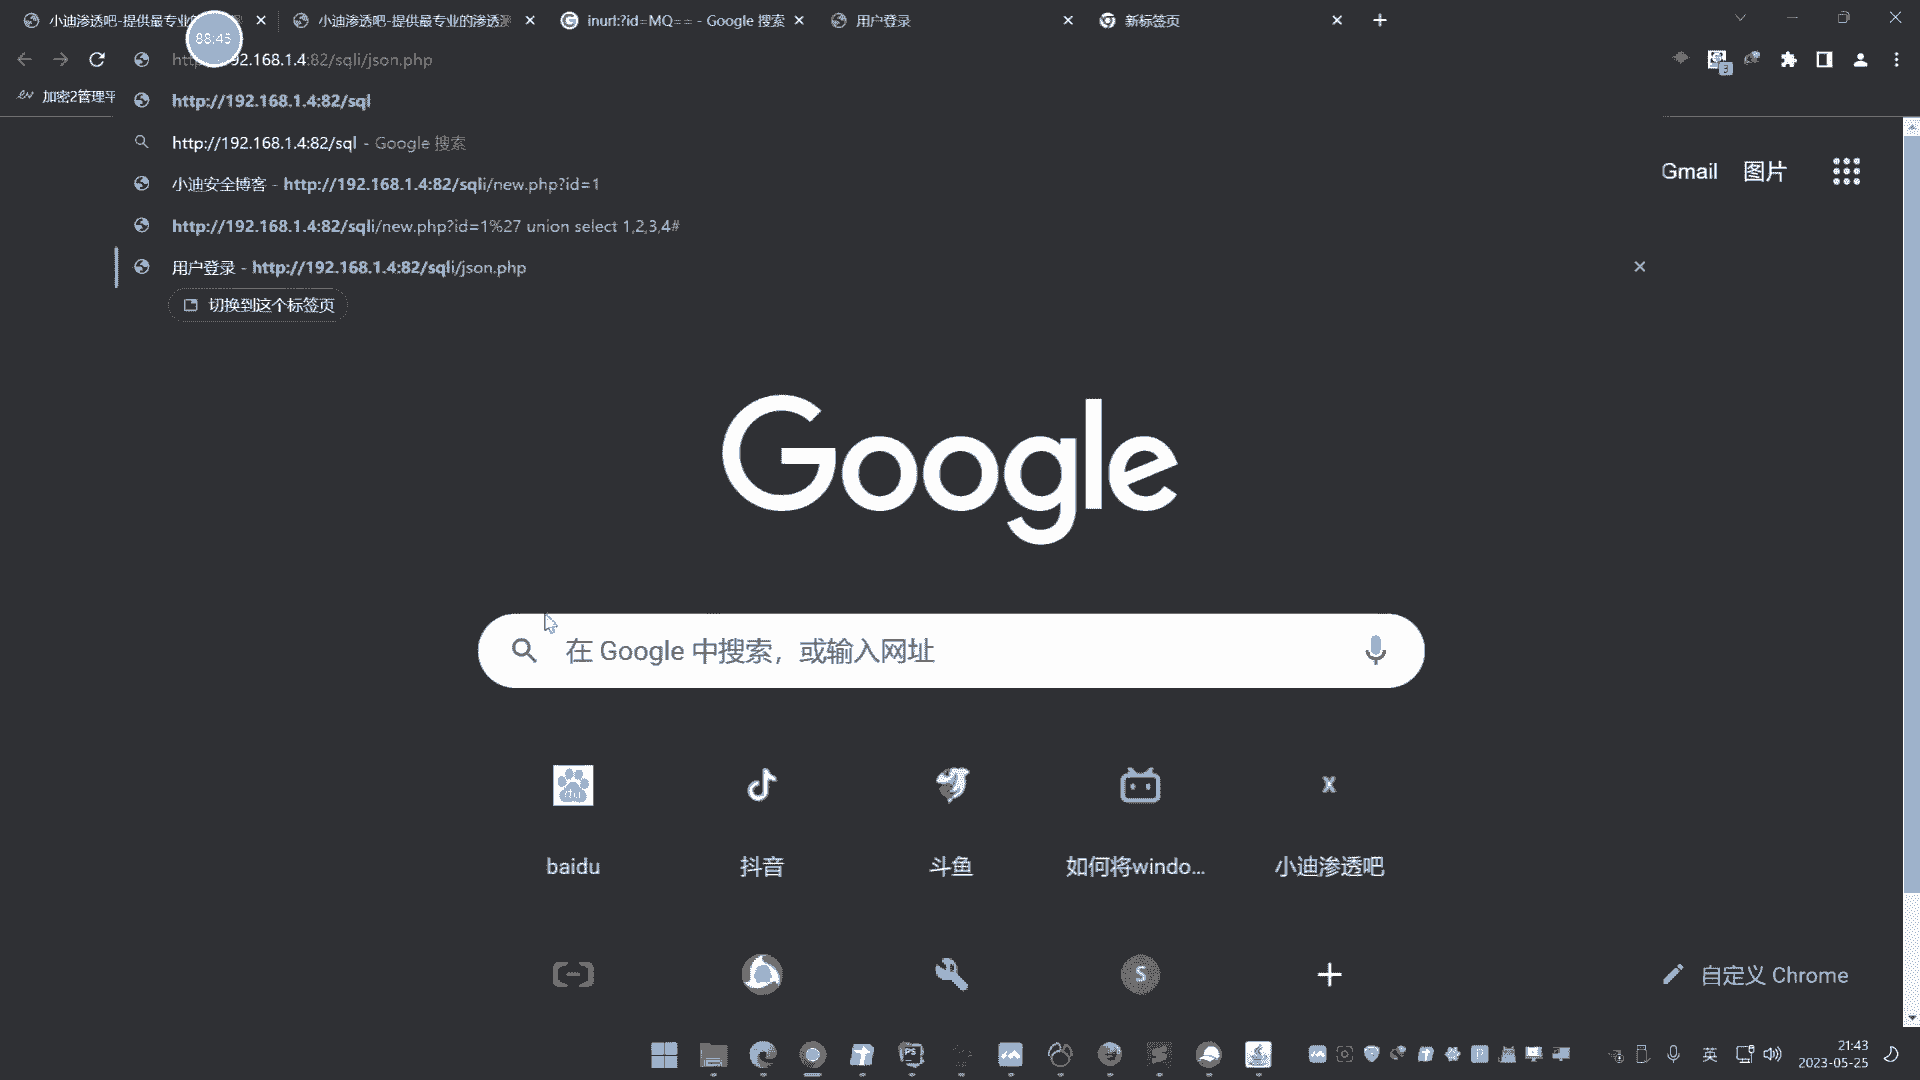 小迪渗透吧-提供最专业的
小迪渗透吧-提供最专业的渗透测
inurl:?id=MQ== - Google 搜索
用户登录
新标签页
88:45
92.168.1.4:82/sqli/json.php
加密2管理平
http://192.168.1.4:82/sql
http://192.168.1.4:82/sql - Google 搜索
小迪安全博客 - http://192.168.1.4:82/sqli/new.php?id=1
http://192.168.1.4:82/sqli/new.php?id=1%27 union select 1,2,3,4#
用户登录 - http://192.168.1.4:82/sqli/json.php
切换到这个标签页
Gmail 图片
Google
在 Google 中搜索，或输入网址
baidu
抖音
斗鱼
如何将windo...
小迪渗透吧
自定义 Chrome
英
21:43
2023-05-25